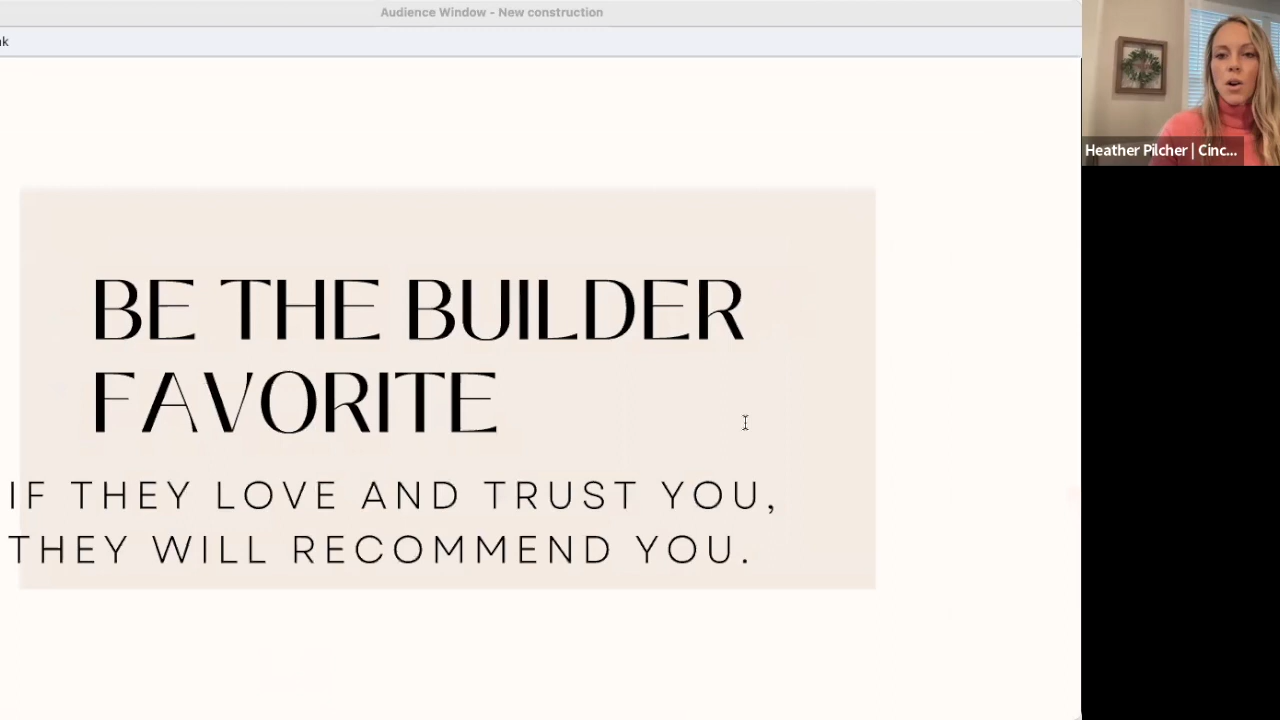 Audience Window - New construction
k
Heather Pilcher | Cinc...
BE THE BUILDER
FAVORITE
IF THEY LOVE AND TRUST YOU,
THEY WILL RECOMMEND YOU.